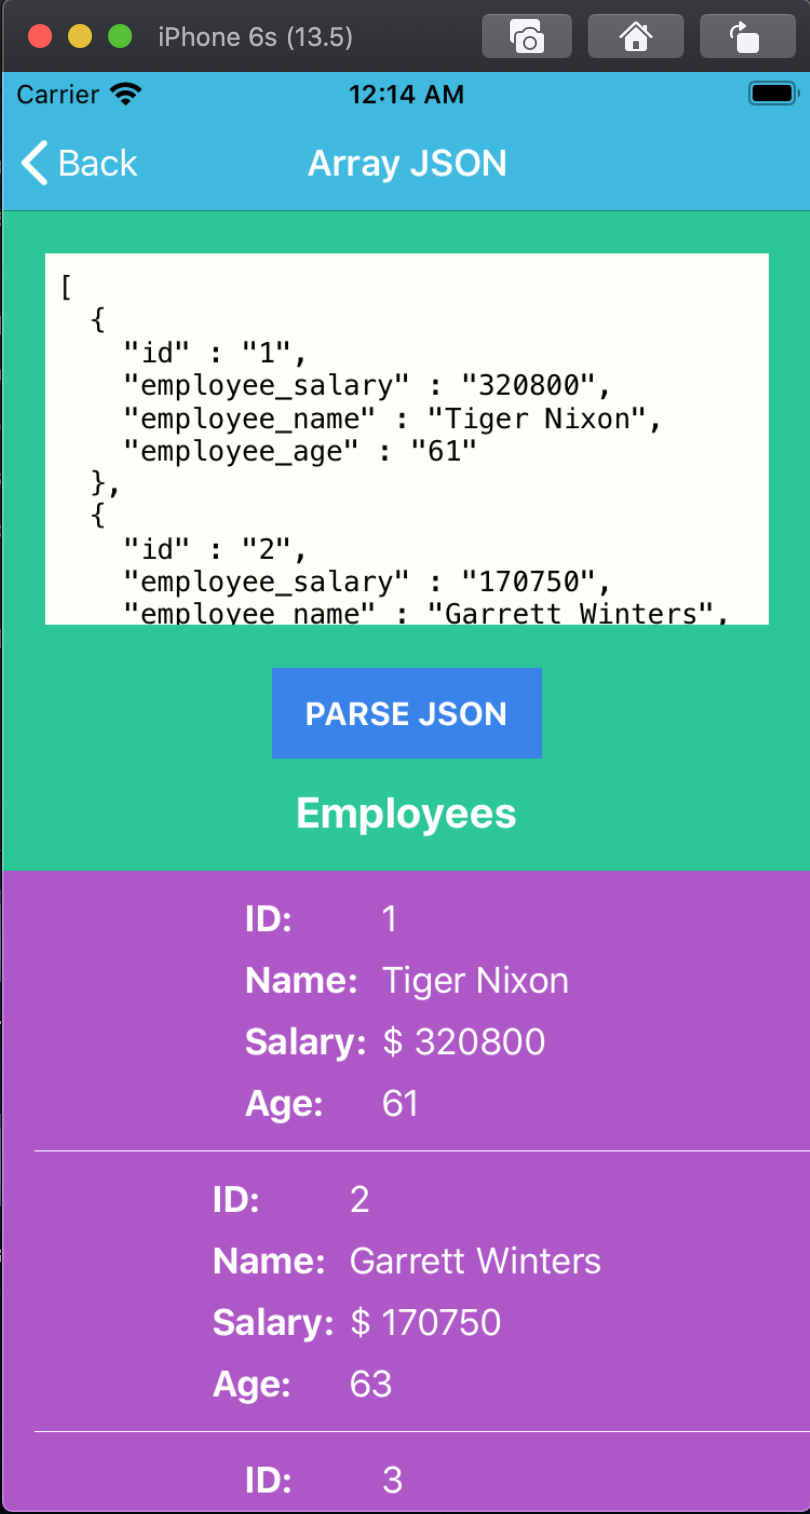 iPhone 6s (13.5)
Carrier 12:14 AM
Back Array JSON
[
{
"id" : "1",
"employee_salary" : "320800",
"employee_name" : "Tiger Nixon",
"employee_age" : "61"
},
{
"id" : "2",
"employee_salary" : "170750",
"employee_name" : "Garrett Winters",
PARSE JSON
Employees
ID: 1
Name: Tiger Nixon
Salary: $ 320800
Age: 61
ID: 2
Name: Garrett Winters
Salary: $ 170750
Age: 63
ID: 3